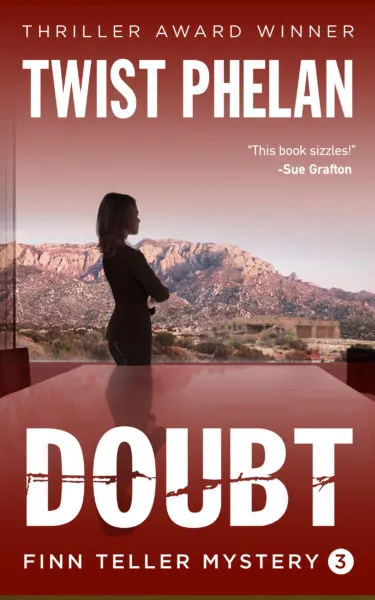 THRILLER AWARD WINNER
TWIST PHELAN
"This book sizzles!"
-Sue Grafton
DOUBT
FINN TELLER MYSTERY 3